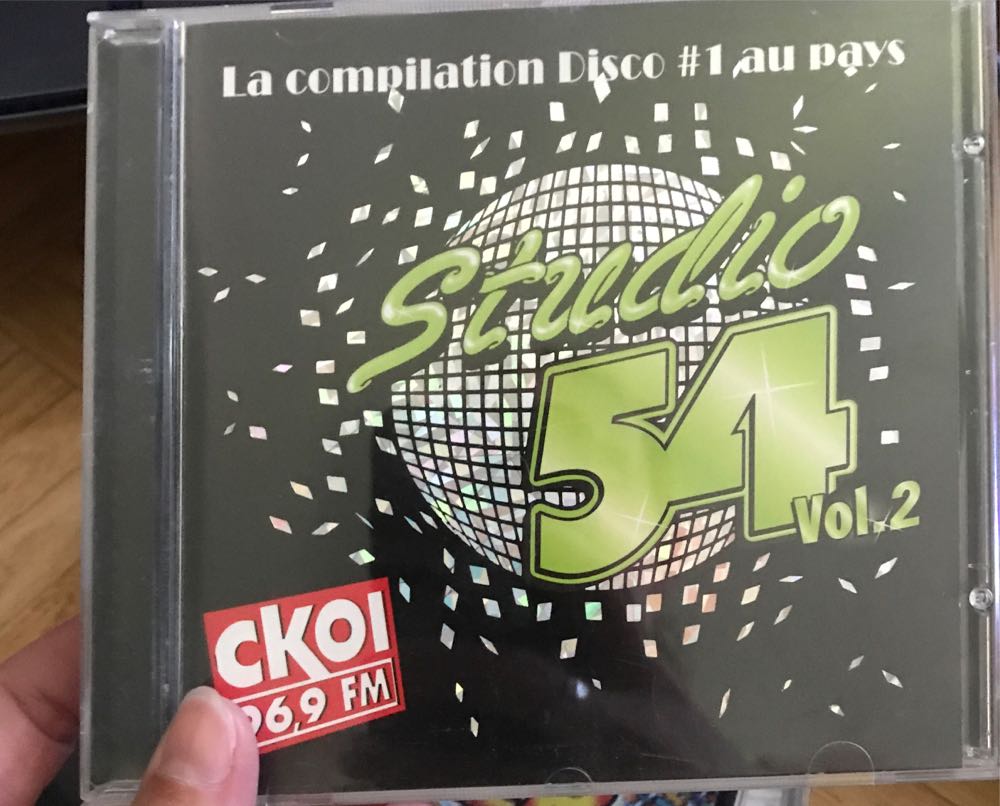 La compilation Disco #1 au pays
Studio
54
Vol.2
CKOI
96,9 FM